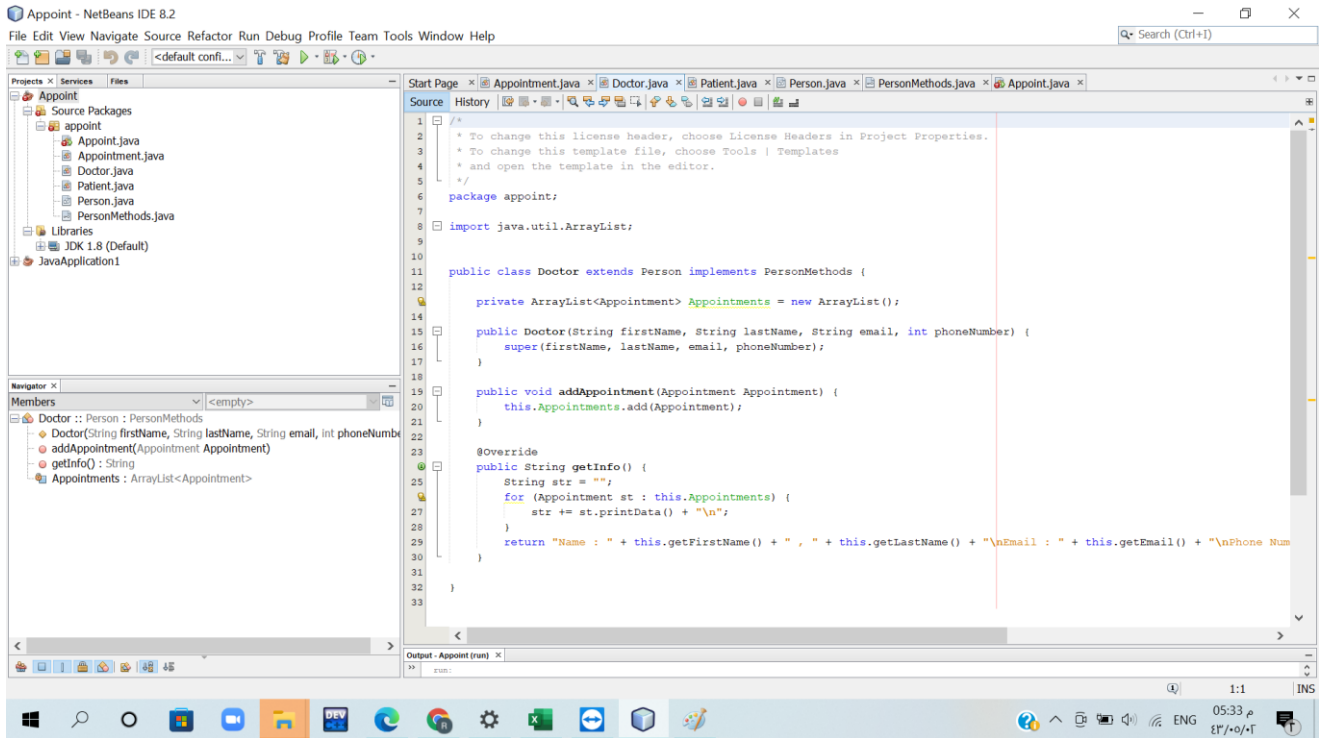 Appoint - NetBeans IDE 8.2
File Edit View Navigate Source Refactor Run Debug Profile Team Tools Window Help
Search (Ctrl+I)
<default confi...
Projects Services Files
Appoint
Source Packages
appoint
Appoint.java
Appointment.java
Doctor.java
Patient.java
Person.java
PersonMethods.java
Libraries
JDK 1.8 (Default)
JavaApplication1
Navigator
Members <empty>
Doctor :: Person : PersonMethods
Doctor(String firstName, String lastName, String email, int phoneNumbe
addAppointment(Appointment Appointment)
getInfo() : String
Appointments : ArrayList<Appointment>
Start Page Appointment.java Doctor.java Patient.java Person.java PersonMethods.java Appoint.java
Source History
1 /*
2 * To change this license header, choose License Headers in Project Properties.
3 * To change this template file, choose Tools | Templates
4 * and open the template in the editor.
5 */
6 package appoint;
7
8 import java.util.ArrayList;
9
10
11 public class Doctor extends Person implements PersonMethods {
12
private ArrayList<Appointment> Appointments = new ArrayList();
14
15 public Doctor(String firstName, String lastName, String email, int phoneNumber) {
16 super(firstName, lastName, email, phoneNumber);
17 }
18
19 public void addAppointment(Appointment Appointment) {
20 this.Appointments.add(Appointment);
21 }
22
23 @Override
public String getInfo() {
25 String str = "";
for (Appointment st : this.Appointments) {
27 str += st.printData() + "\n";
28 }
29 return "Name : " + this.getFirstName() + " , " + this.getLastName() + "\nEmail : " + this.getEmail() + "\nPhone Num
30 }
31
32 }
33
Output - Appoint (run)
run:
1:1 INS
DEV
ENG
05:33 م
٤٣/٠٥/٠٢